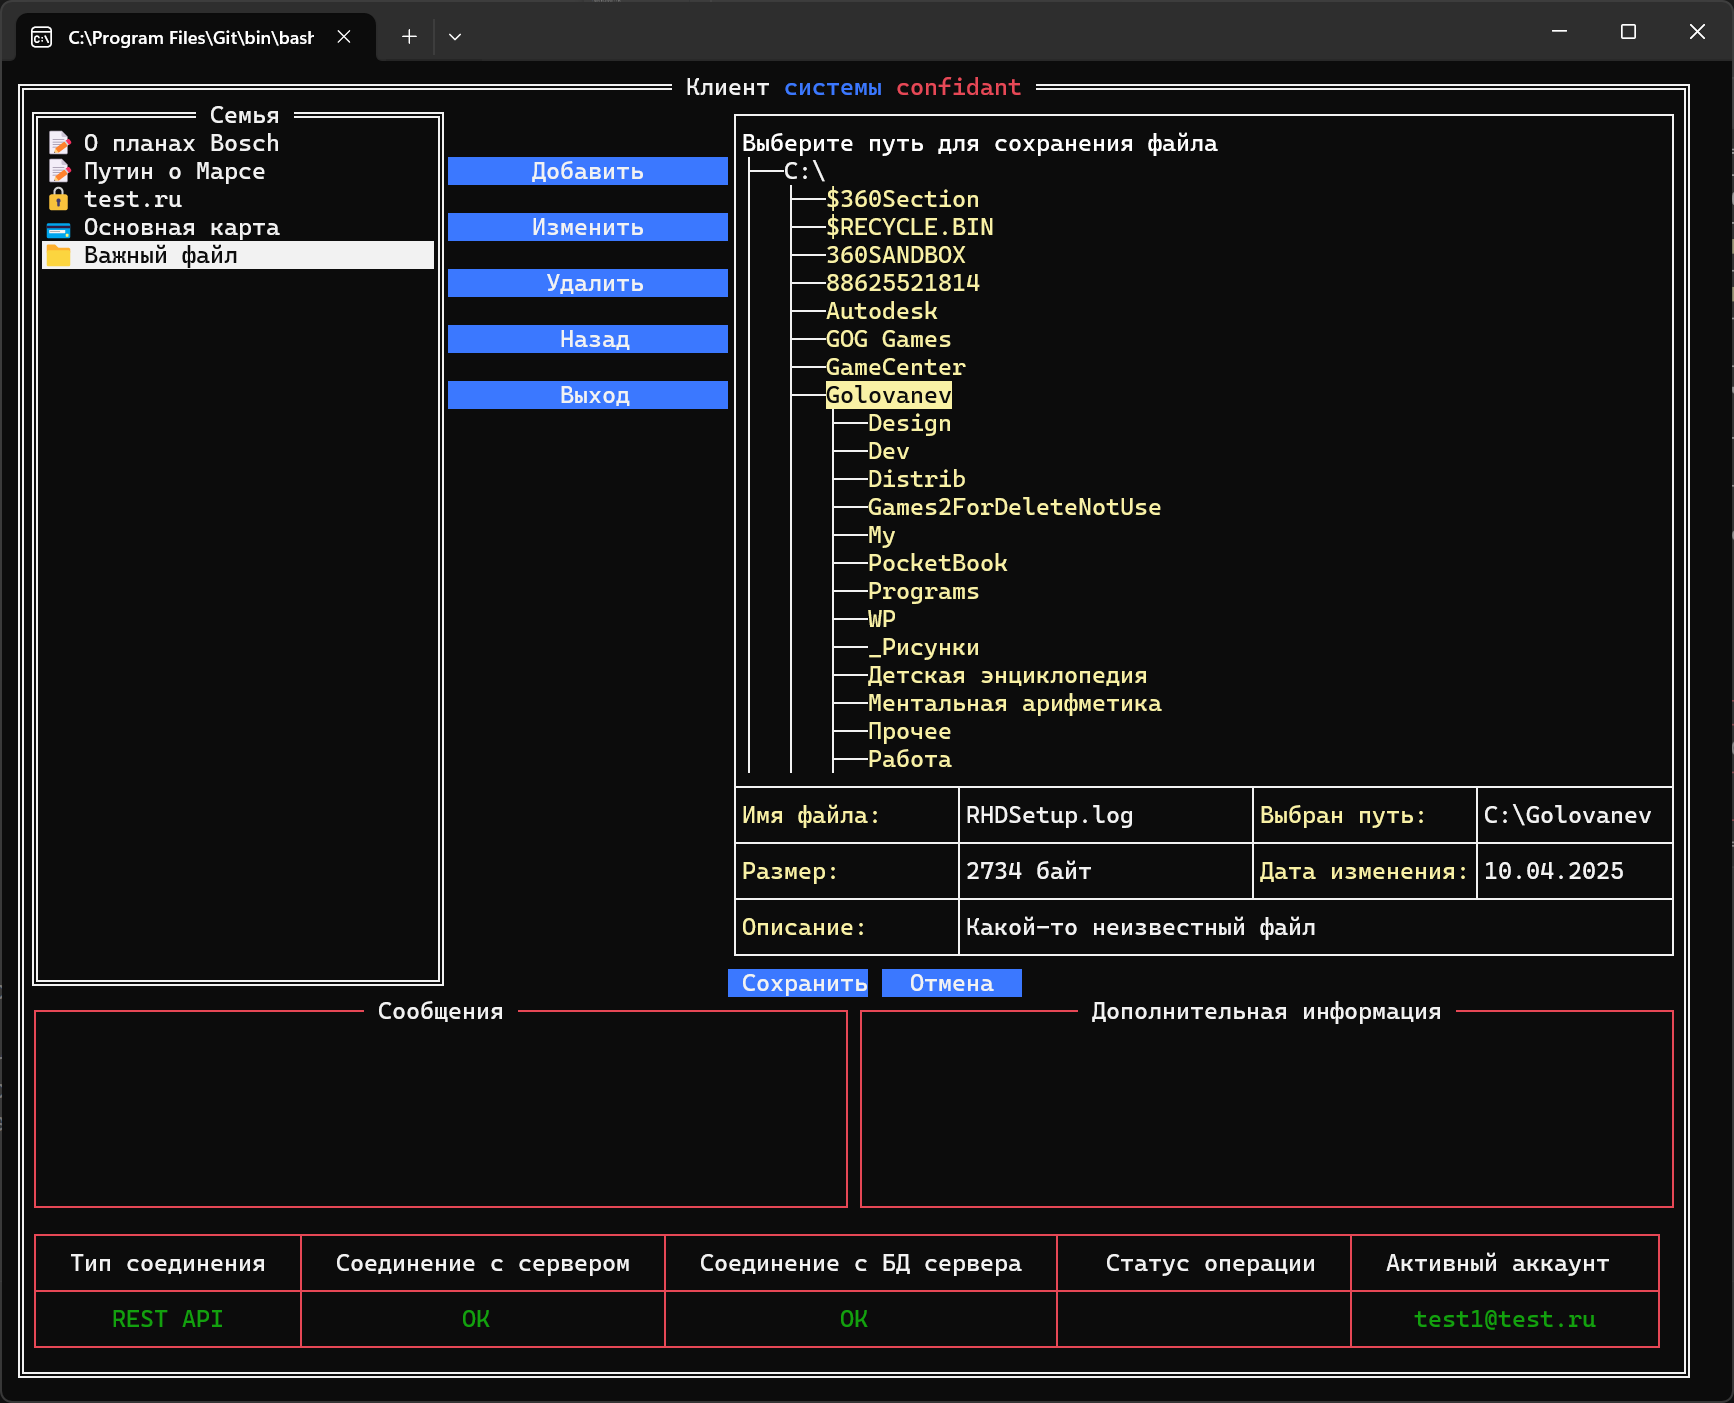 C:\Program Files\Git\bin\bash
Клиент системы confidant
Семья
О планах Bosch
Путин о Марсе
test.ru
Основная карта
Важный файл
Добавить
Изменить
Удалить
Назад
Выход
Выберите путь для сохранения файла
C:\
$360Section
$RECYCLE.BIN
360SANDBOX
88625521814
Autodesk
GOG Games
GameCenter
Golovanev
Design
Dev
Distrib
Games2ForDeleteNotUse
My
PocketBook
Programs
WP
_Рисунки
Детская энциклопедия
Ментальная арифметика
Прочее
Работа
Имя файла: RHDSetup.log Выбран путь: C:\Golovanev
Размер: 2734 байт Дата изменения: 10.04.2025
Описание: Какой-то неизвестный файл
Сохранить Отмена
Сообщения Дополнительная информация
Тип соединения Соединение с сервером Соединение с БД сервера Статус операции Активный аккаунт
REST API OK OK test1@test.ru